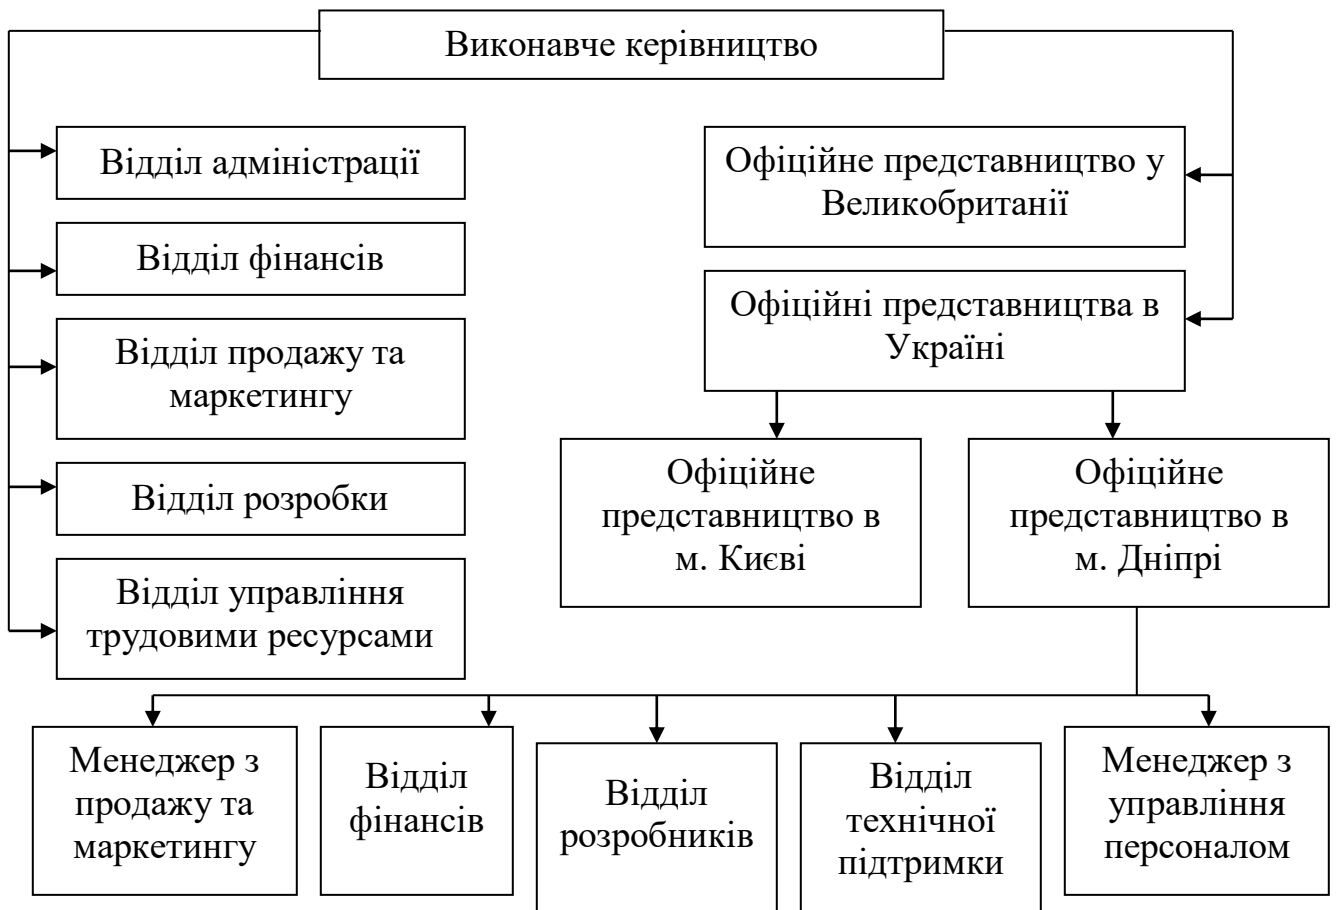 Виконавче керівництво
Відділ адміністрації
Відділ фінансів
Відділ продажу та
маркетингу
Відділ розробки
Відділ управління
трудовими ресурсами
Офіційне представництво у
Великобританії
Офіційні представництва в
Україні
Офіційне
представництво в
м. Києві
Офіційне
представництво в
м. Дніпрі
Менеджер з
продажу та
маркетингу
Відділ
фінансів
Відділ
розробників
Відділ
технічної
підтримки
Менеджер з
управління
персоналом